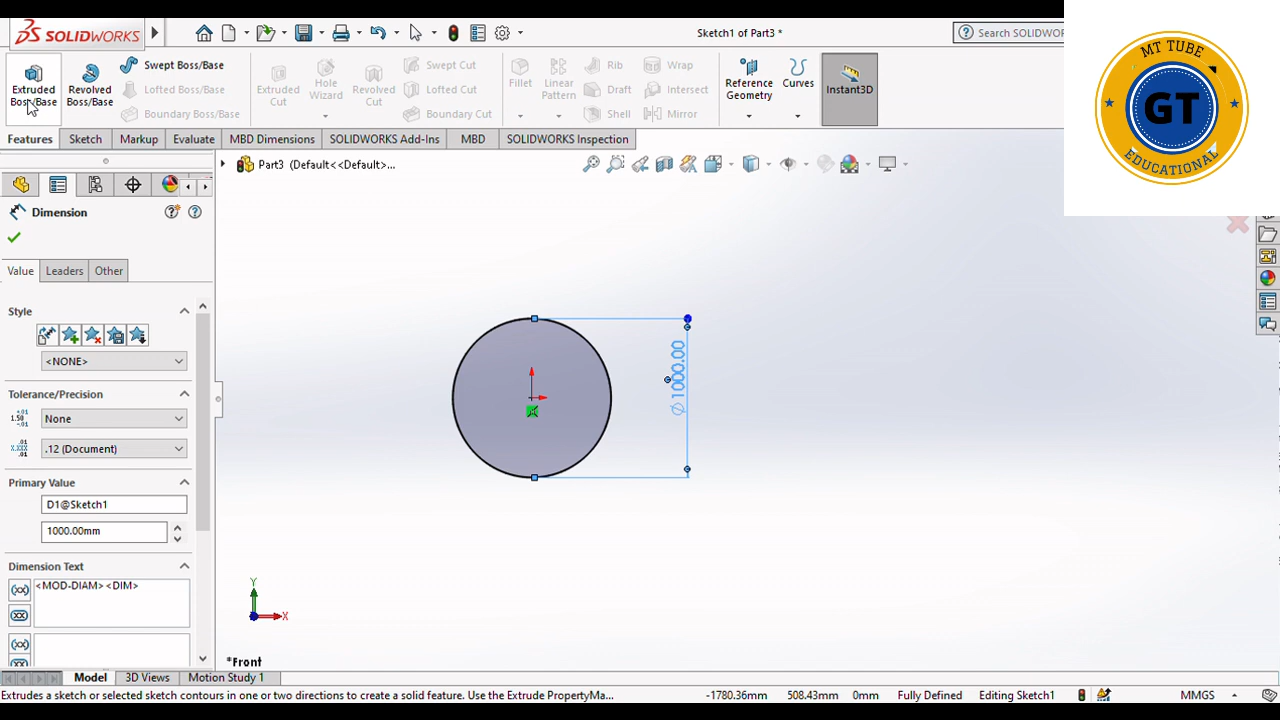 SOLIDWORKS
Sketch1 of Part3 *
Search SOLIDWO
MT TUBE
GT
EDUCATIONAL
Extruded
Boss/Base
Revolved
Boss/Base
Swept Boss/Base
Lofted Boss/Base
Boundary Boss/Base
Extruded
Cut
Hole
Wizard
Revolved
Cut
Swept Cut
Lofted Cut
Boundary Cut
Fillet
Linear
Pattern
Rib
Draft
Shell
Wrap
Intersect
Mirror
Reference
Geometry
Curves
Instant3D
Features
Sketch
Markup
Evaluate
MBD Dimensions
SOLIDWORKS Add-Ins
MBD
SOLIDWORKS Inspection
Part3 (Default<<Default>...
Dimension
Value
Leaders
Other
Style
<NONE>
Tolerance/Precision
None
.12 (Document)
Primary Value
D1@Sketch1
1000.00mm
Dimension Text
<MOD-DIAM><DIM>
∅1000.00
Y
X
*Front
Model
3D Views
Motion Study 1
Extrudes a sketch or selected sketch contours in one or two directions to create a solid feature. Use the Extrude PropertyMa...
-1780.36mm
508.43mm
0mm
Fully Defined
Editing Sketch1
MMGS